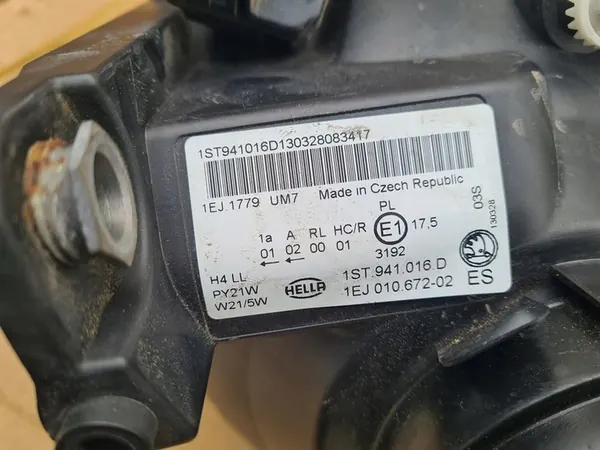 1ST941016D130328083417
1EJ.1779 UM7 Made in Czech Republic
PL
1a A RL HC/R E1 17,5
01 02 00 01
3192
H4 LL
PY21W
W21/5W
HELLA
1ST.941.016.D
1EJ 010.672-02
03S
130328
ES